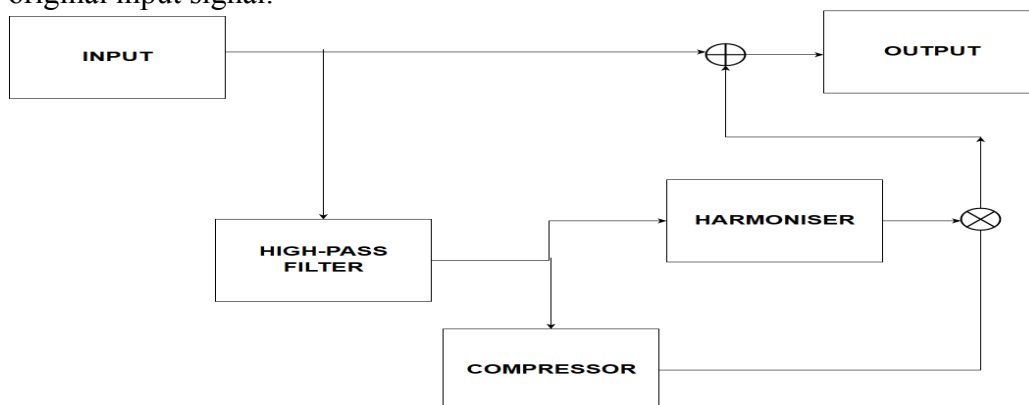 original input signal.
INPUT
OUTPUT
HARMONISER
HIGH-PASS
FILTER
COMPRESSOR